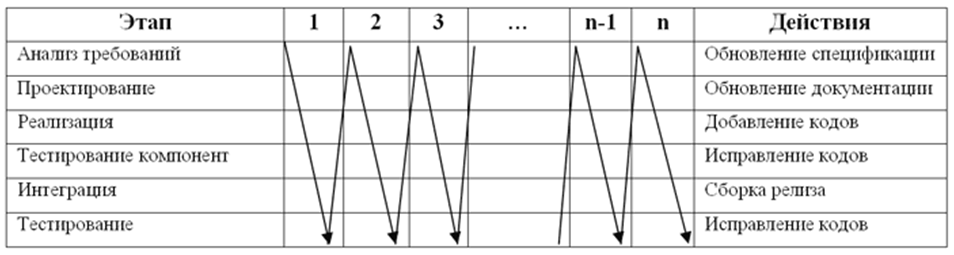 Этап 1 2 3 ... n-1 n Действия
Анализ требований Обновление спецификации
Проектирование Обновление документации
Реализация Добавление кодов
Тестирование компонент Исправление кодов
Интеграция Сборка релиза
Тестирование Исправление кодов